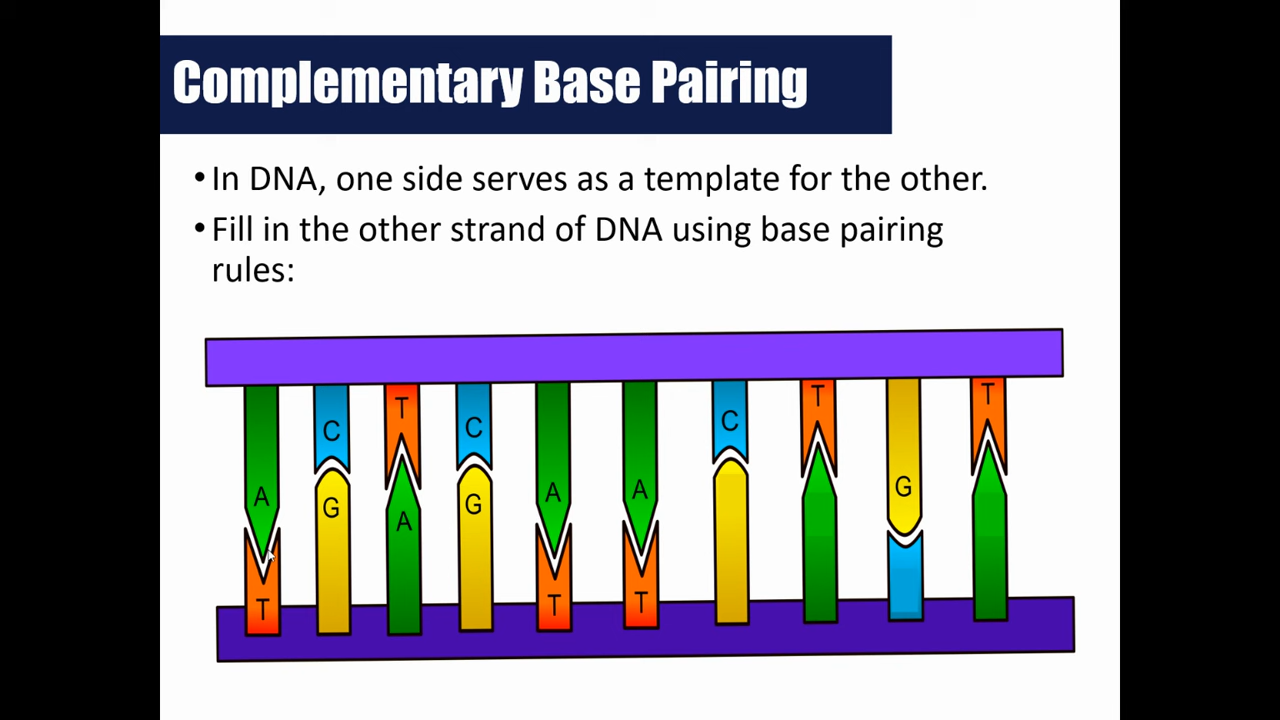 Complementary Base Pairing
•In DNA, one side serves as a template for the other.
•Fill in the other strand of DNA using base pairing
rules:
A C T C A A C T G T
T G A G T T